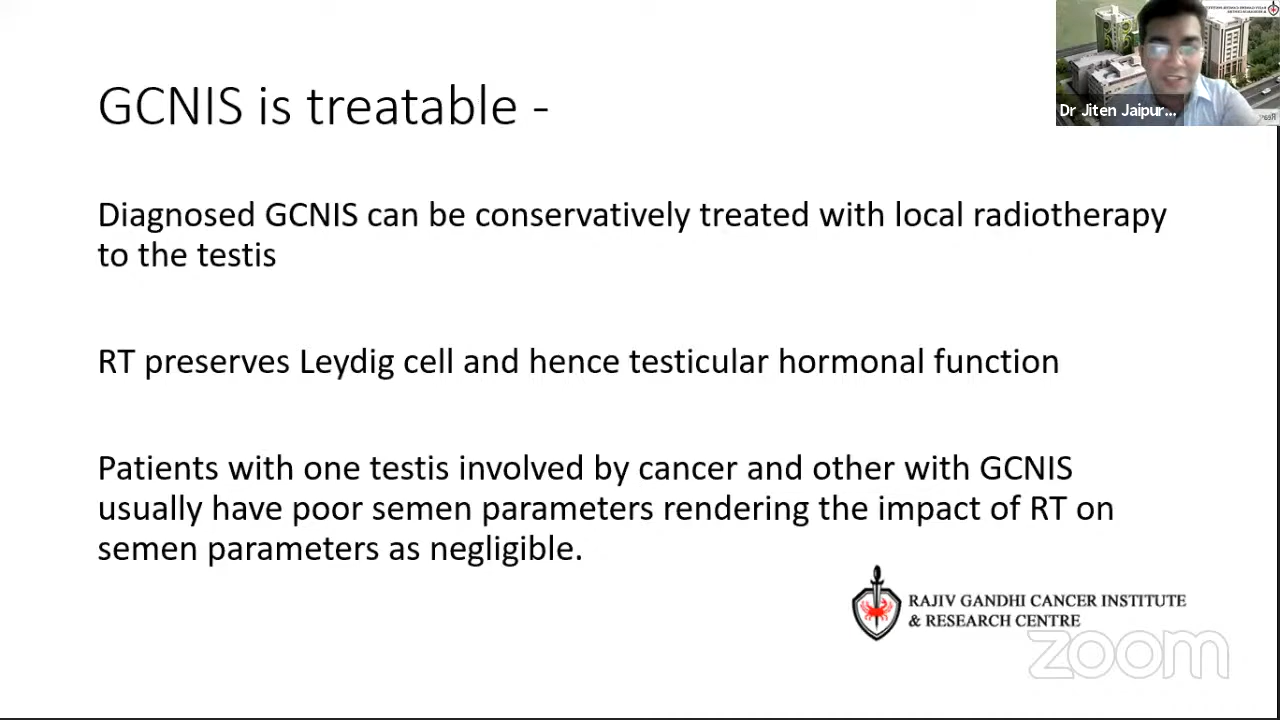 GCNIS is treatable -
Dr Jiten Jaipur...
Diagnosed GCNIS can be conservatively treated with local radiotherapy
to the testis
RT preserves Leydig cell and hence testicular hormonal function
Patients with one testis involved by cancer and other with GCNIS
usually have poor semen parameters rendering the impact of RT on
semen parameters as negligible.
RAJIV GANDHI CANCER INSTITUTE
& RESEARCH CENTRE
zoom